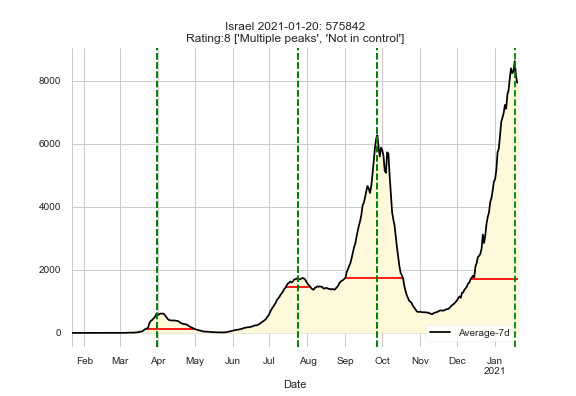 Israel 2021-01-20: 575842
Rating:8 ['Multiple peaks', 'Not in control']
8000
6000
4000
2000
0
Average-7d
Feb Mar Apr May Jun Jul Aug Sep Oct Nov Dec Jan
2021
Date